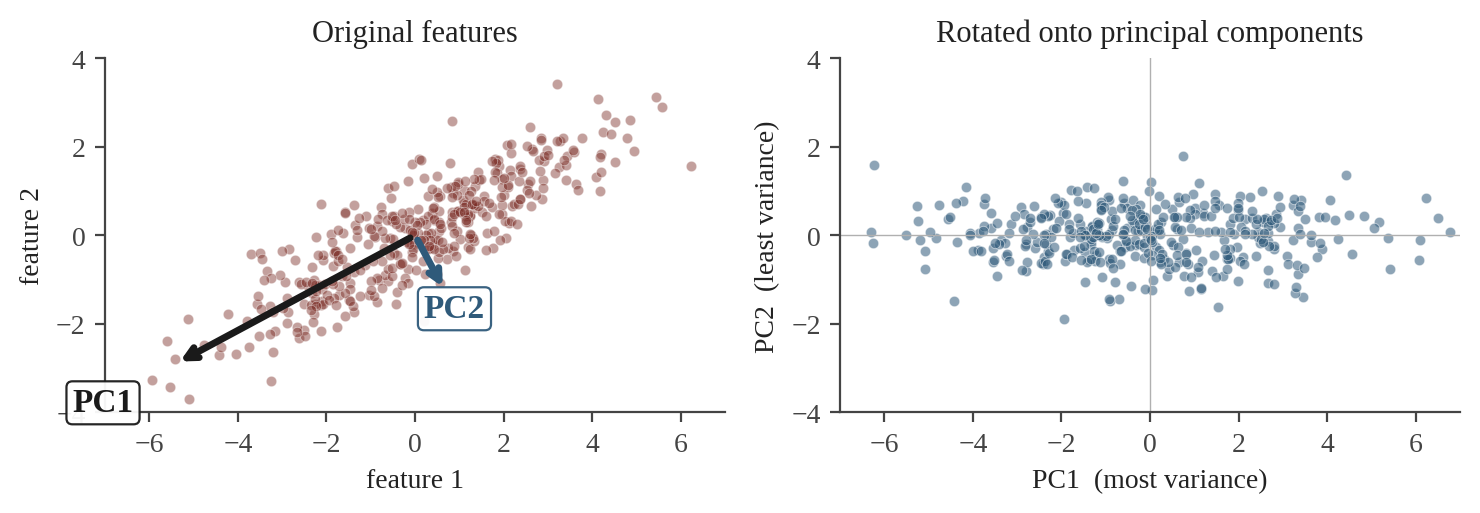 Original features
4
2
0
−2
−6
−4
−2
0
2
4
6
feature 1
feature 2
PC1
PC2
Rotated onto principal components
4
2
0
−2
−4
−6
−4
−2
0
2
4
6
PC1 (most variance)
PC2 (least variance)